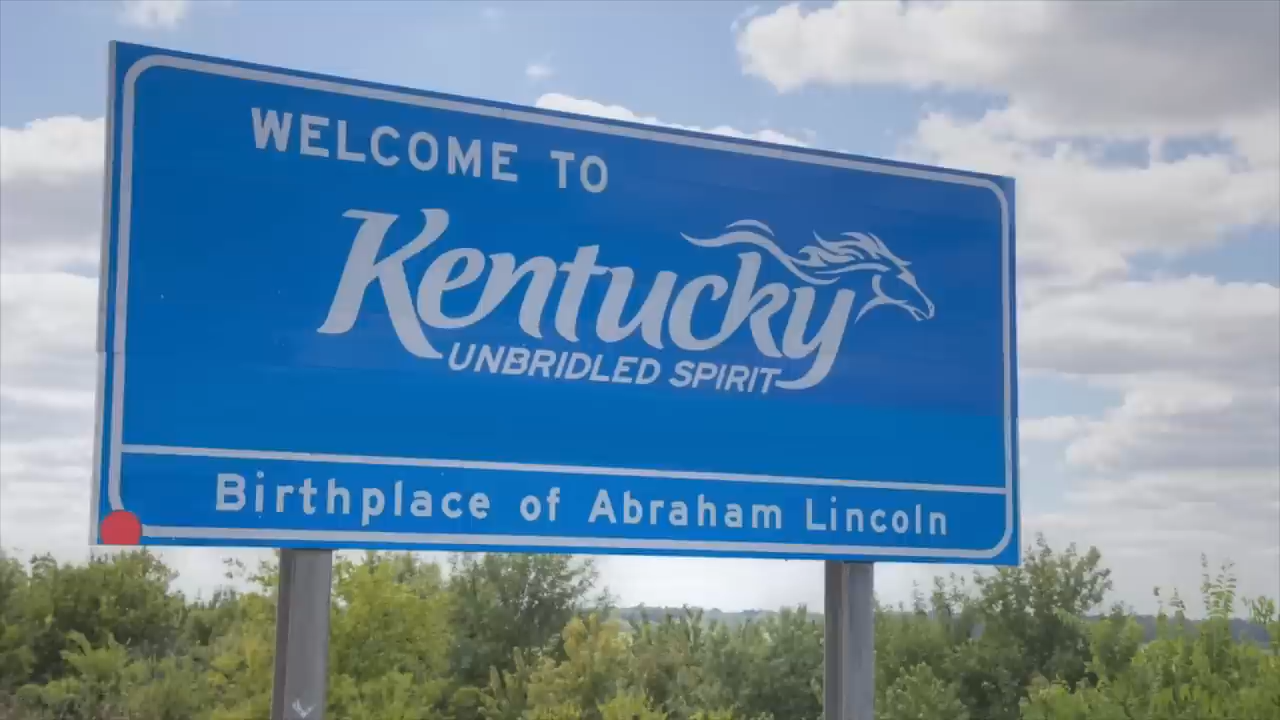 WELCOME TO
Kentucky
UNBRIDLED SPIRIT
Birthplace of Abraham Lincoln